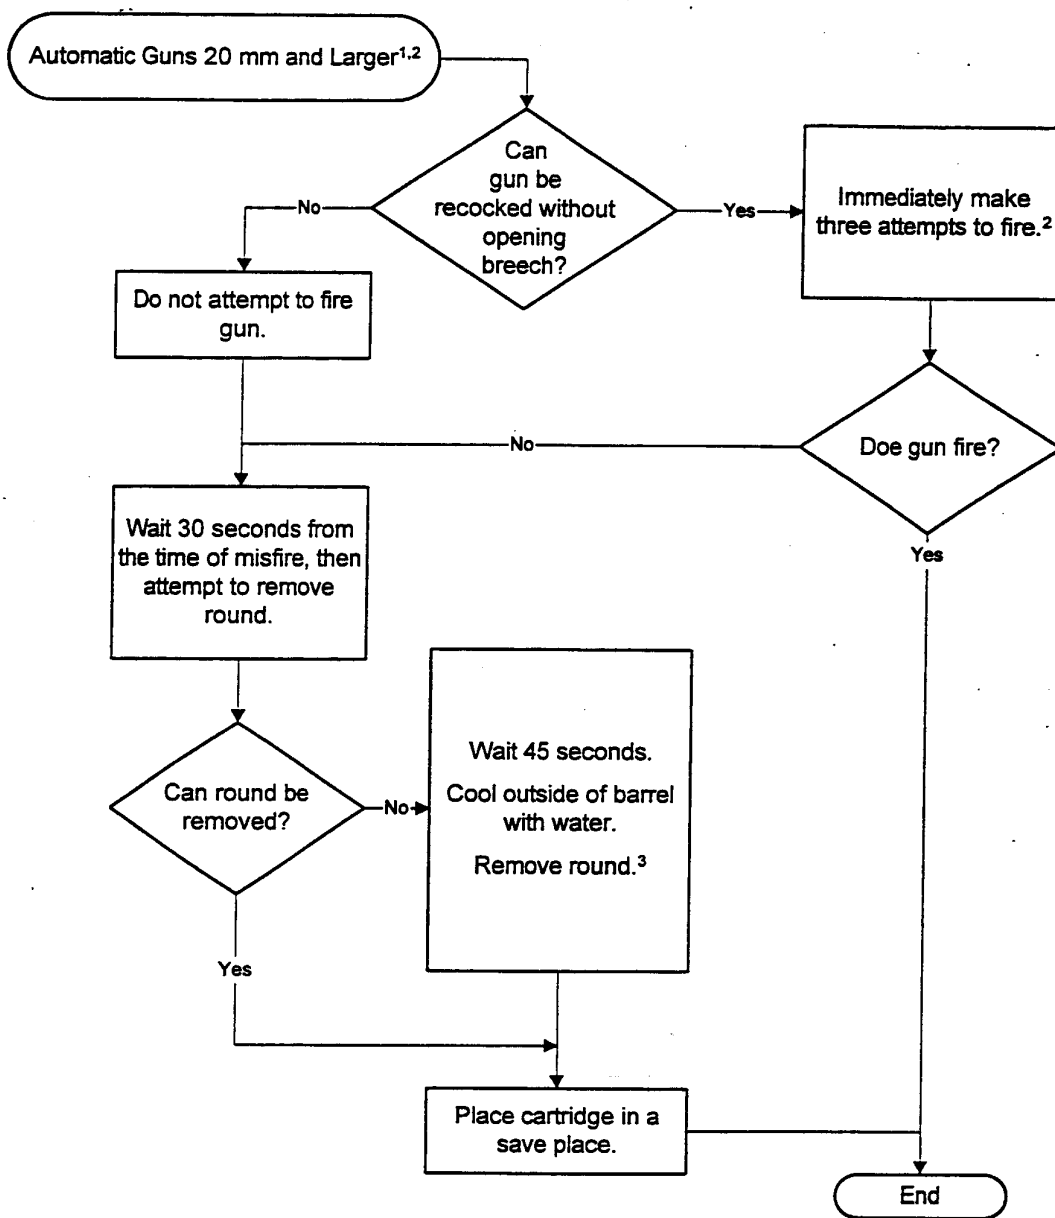 Automatic Guns 20 mm and Larger1,2
Can
gun be
recocked without
opening
breech?
No
Yes
Immediately make
three attempts to fire.2
Do not attempt to fire
gun.
No
Doe gun fire?
Wait 30 seconds from
the time of misfire, then
attempt to remove
round.
Yes
Can round be
removed?
No
Wait 45 seconds.
Cool outside of barrel
with water.
Remove round.3
Yes
Place cartridge in a
save place.
End